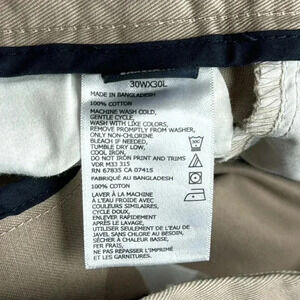 30WX30L
MADE IN BANGLADESH
100% COTTON
MACHINE WASH COLD,
GENTLE CYCLE,
WASH WITH LIKE COLORS,
REMOVE PROMPTLY FROM WASHER,
ONLY NON-CHLORINE
BLEACH IF NEEDED,
TUMBLE DRY LOW,
COOL IRON,
DO NOT IRON PRINT AND TRIMS
VDR M33 315
RN 67835 CA 07415
FABRIQUÉ AU BANGLADESH
100% COTON
LAVER À LA MACHINE
À L'EAU FROIDE AVEC
COULEURS SIMILAIRES,
CYCLE DOUX,
ENLEVER RAPIDEMENT
APRÈS LE LAVAGE,
UTILISER SEULEMENT DE L'EAU DE
JAVEL SANS CHLORE AU BESOIN,
SÉCHER À CHALEUR BASSE,
FER FROID,
NE PAS REPASSER L'IMPRIMÉ
ET LES GARNITURES.